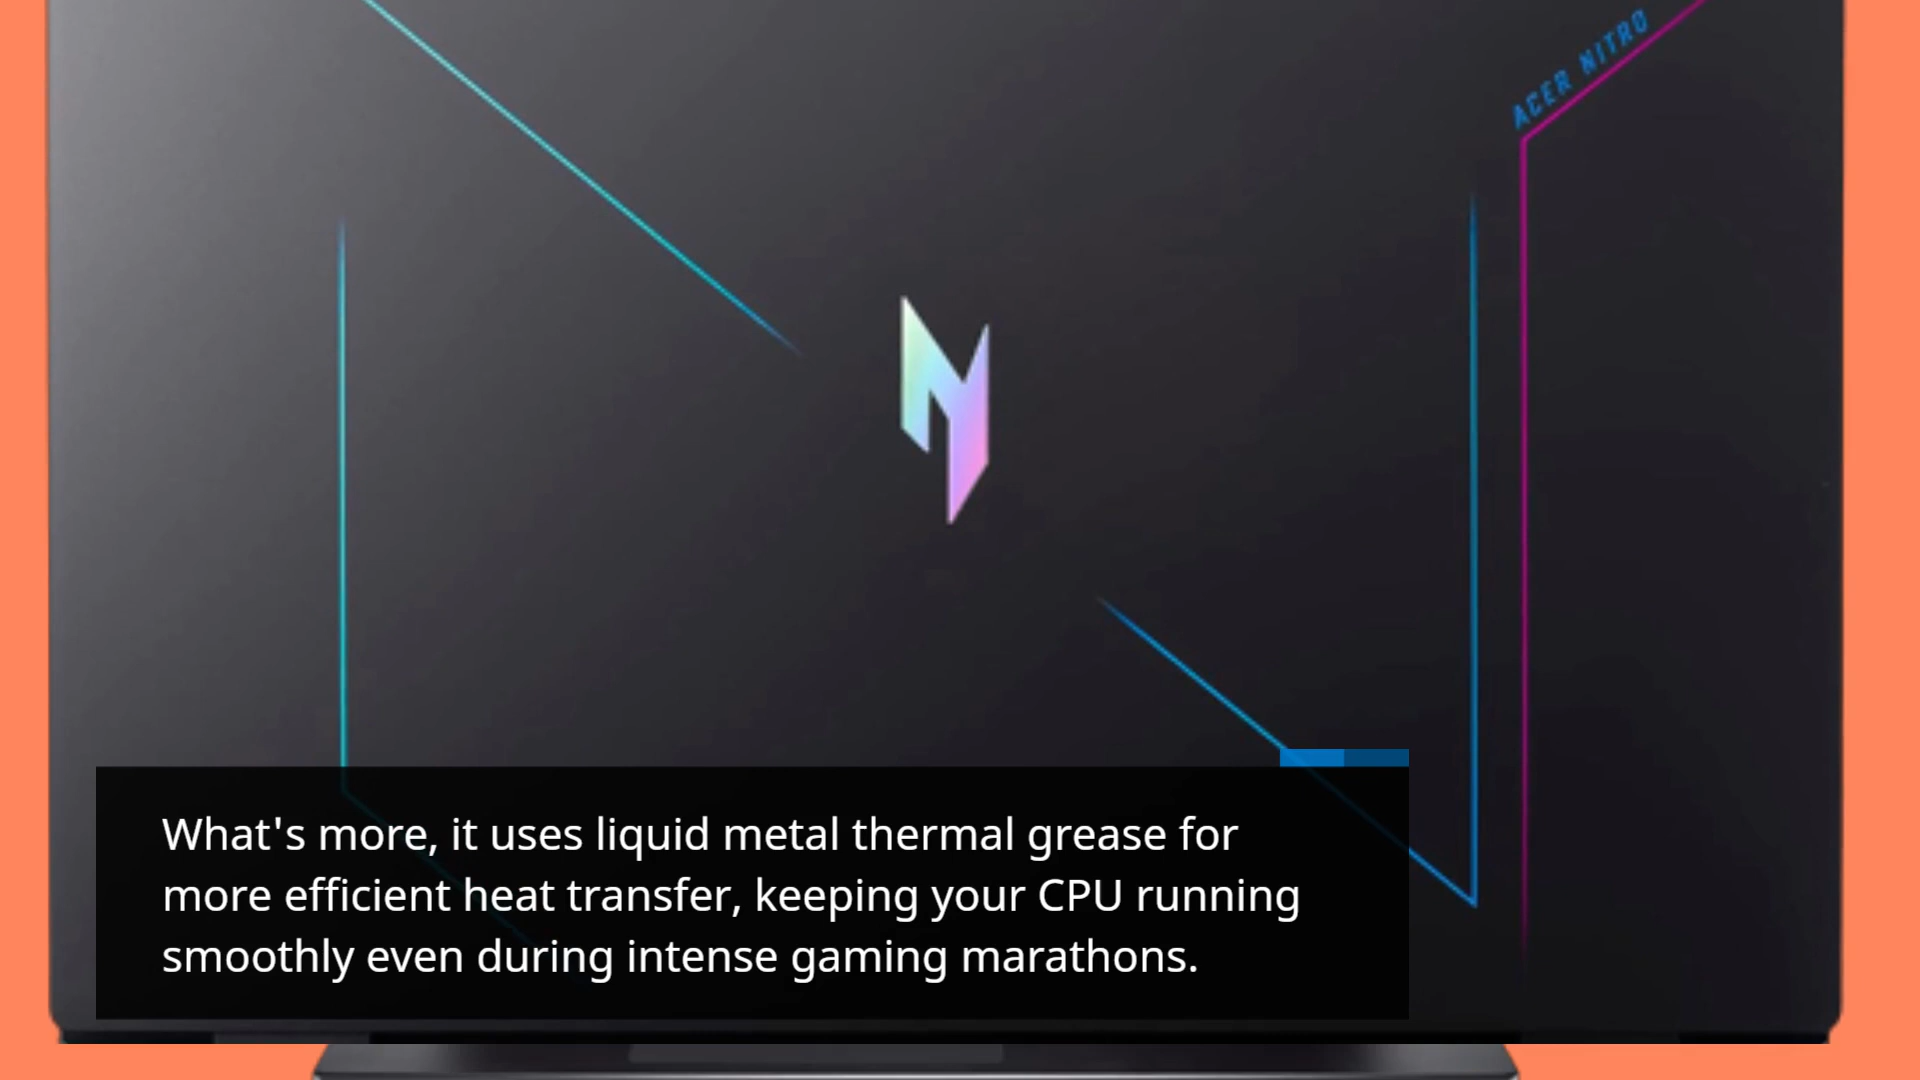 ACER NITRO
What's more, it uses liquid metal thermal grease for
more efficient heat transfer, keeping your CPU running
smoothly even during intense gaming marathons.